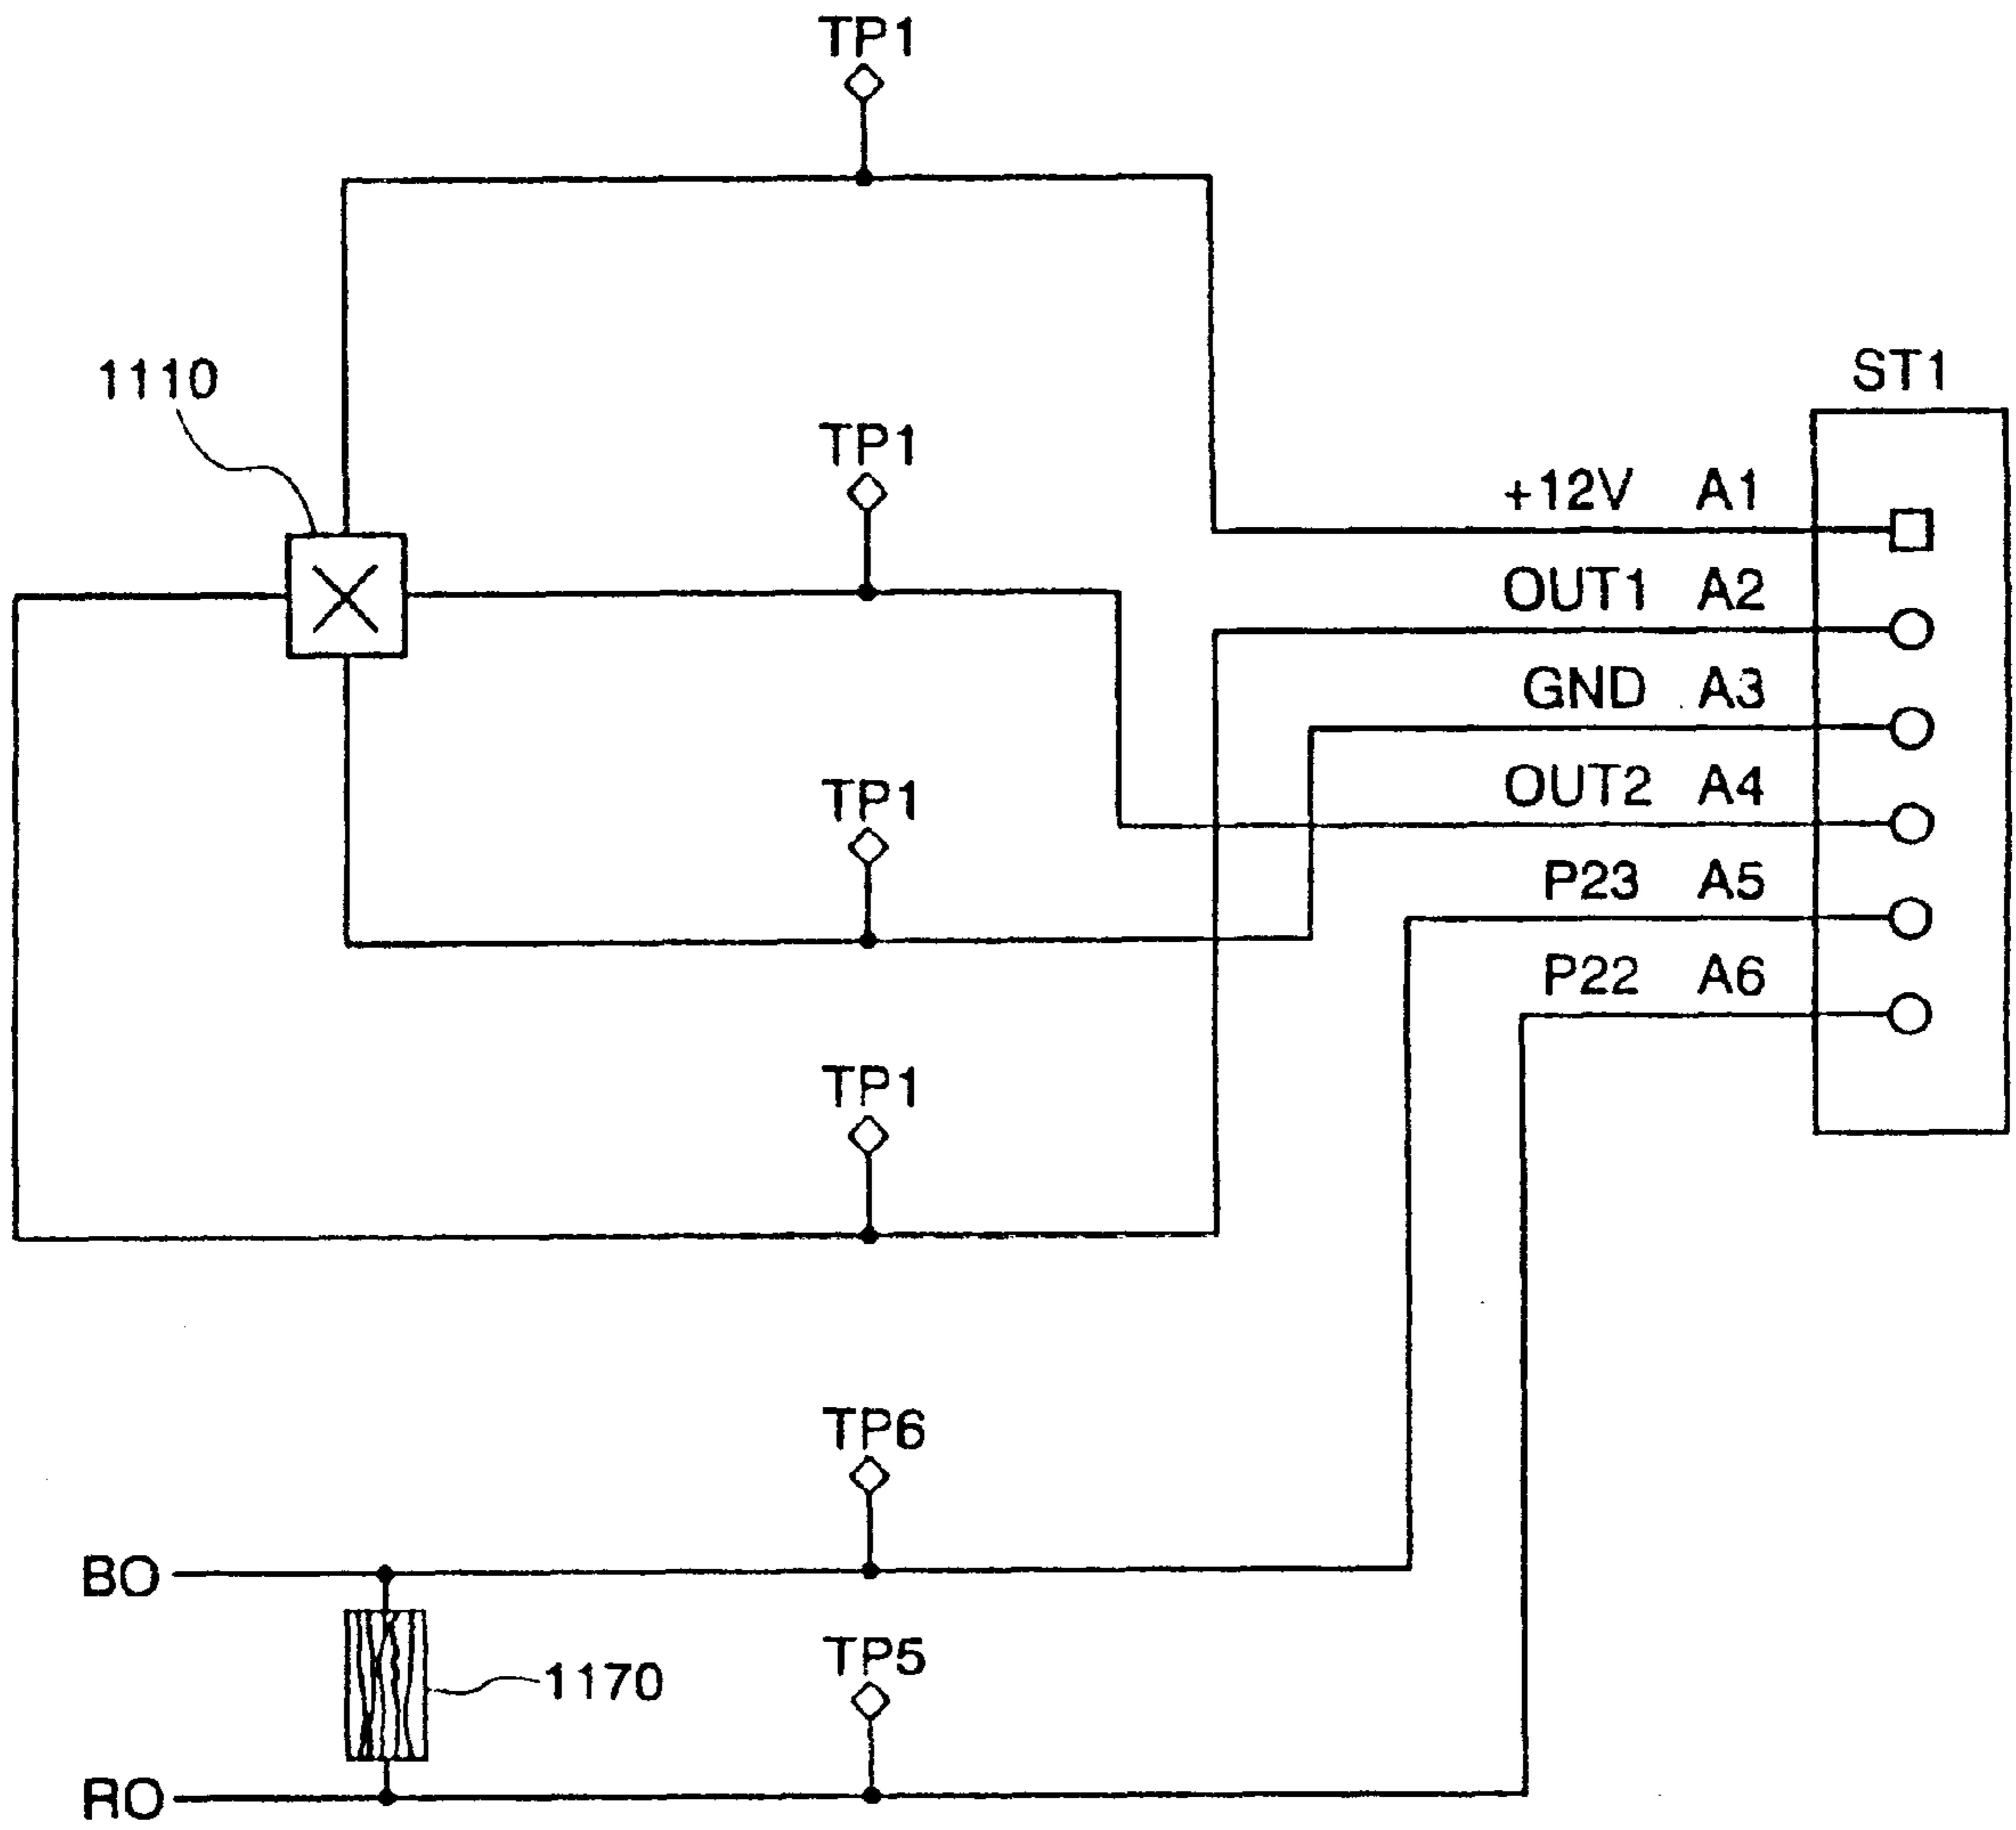 TP1
1110
ST1
TP1
+12V A1
OUT1 A2
GND A3
OUT2 A4
TP1
P23 A5
P22 A6
TP1
TP6
BO
TP5
1170
RO